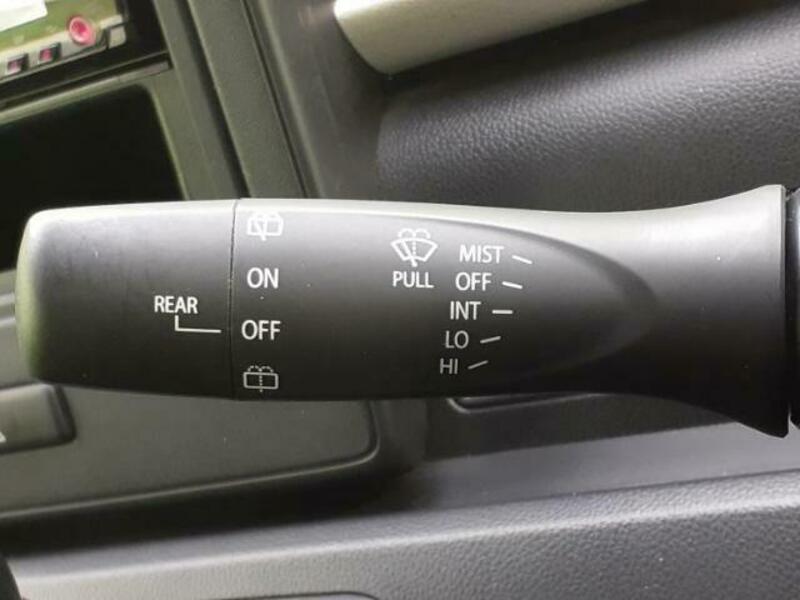 REAR
ON
OFF
PULL
MIST
OFF
INT
LO
HI